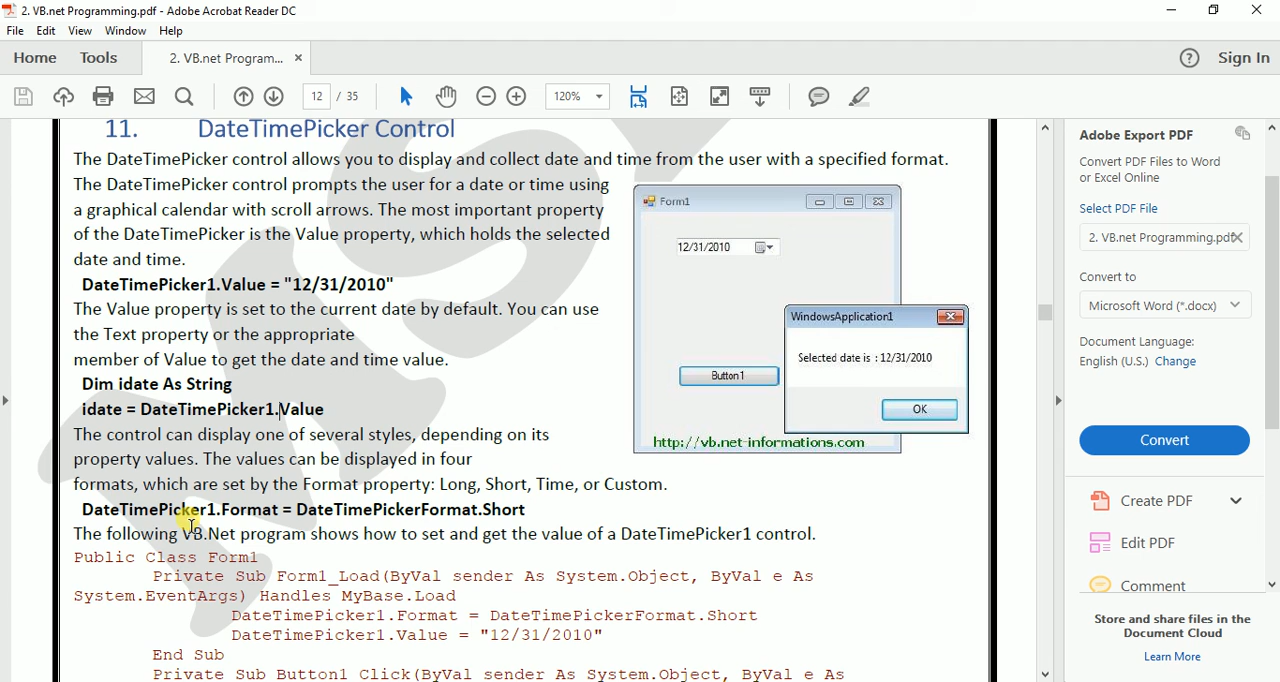 2. VB.net Programming.pdf - Adobe Acrobat Reader DC
File Edit View Window Help
Home Tools 2. VB.net Program... × Sign In
12 / 35 120%
11. DateTimePicker Control
The DateTimePicker control allows you to display and collect date and time from the user with a specified format.
The DateTimePicker control prompts the user for a date or time using
a graphical calendar with scroll arrows. The most important property
of the DateTimePicker is the Value property, which holds the selected
date and time.
DateTimePicker1.Value = "12/31/2010"
The Value property is set to the current date by default. You can use
the Text property or the appropriate
member of Value to get the date and time value.
Dim idate As String
idate = DateTimePicker1.Value
The control can display one of several styles, depending on its
property values. The values can be displayed in four
formats, which are set by the Format property: Long, Short, Time, or Custom.
DateTimePicker1.Format = DateTimePickerFormat.Short
The following VB.Net program shows how to set and get the value of a DateTimePicker1 control.
Public Class Form1
Private Sub Form1_Load(ByVal sender As System.Object, ByVal e As
System.EventArgs) Handles MyBase.Load
DateTimePicker1.Format = DateTimePickerFormat.Short
DateTimePicker1.Value = "12/31/2010"
End Sub
Private Sub Button1 Click(ByVal sender As System.Object, ByVal e As
Form1
12/31/2010
WindowsApplication1
Selected date is : 12/31/2010
Button1
OK
http://vb.net-informations.com
Adobe Export PDF
Convert PDF Files to Word
or Excel Online
Select PDF File
2. VB.net Programming.pdf
Convert to
Microsoft Word (*.docx)
Document Language:
English (U.S.) Change
Convert
Create PDF
Edit PDF
Comment
Store and share files in the
Document Cloud
Learn More